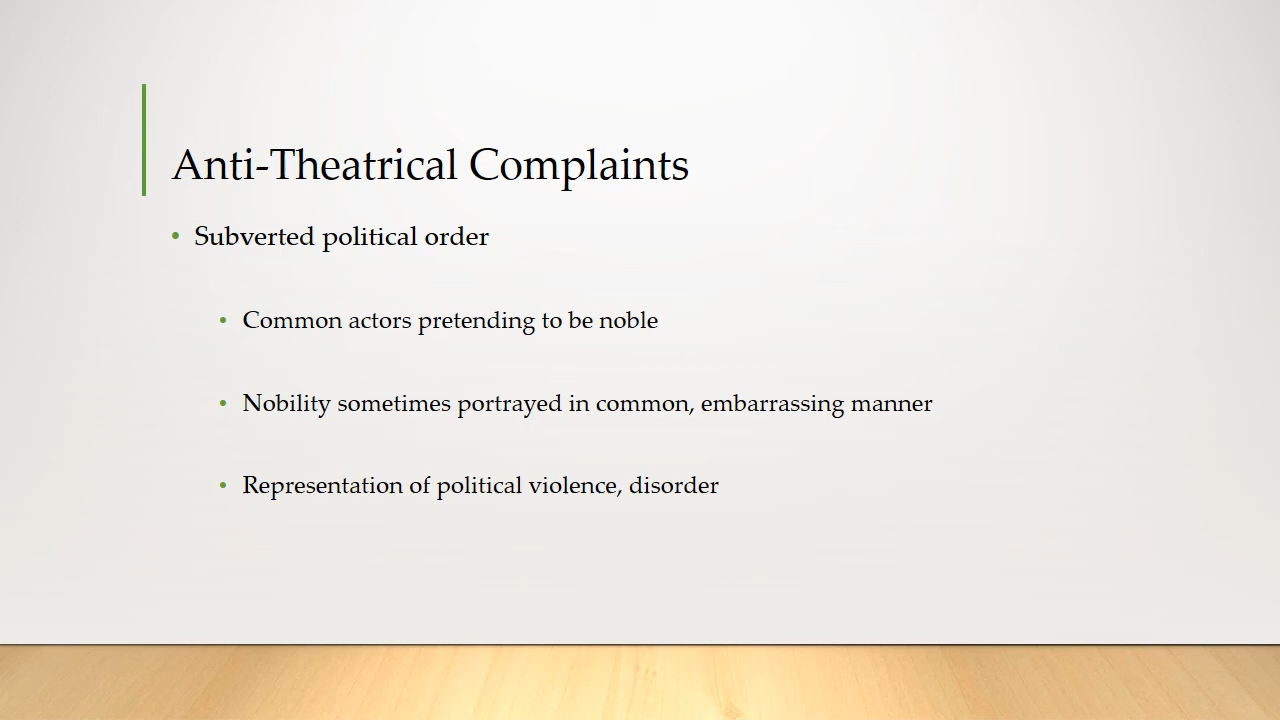 Anti-Theatrical Complaints
• Subverted political order
• Common actors pretending to be noble
• Nobility sometimes portrayed in common, embarrassing manner
• Representation of political violence, disorder